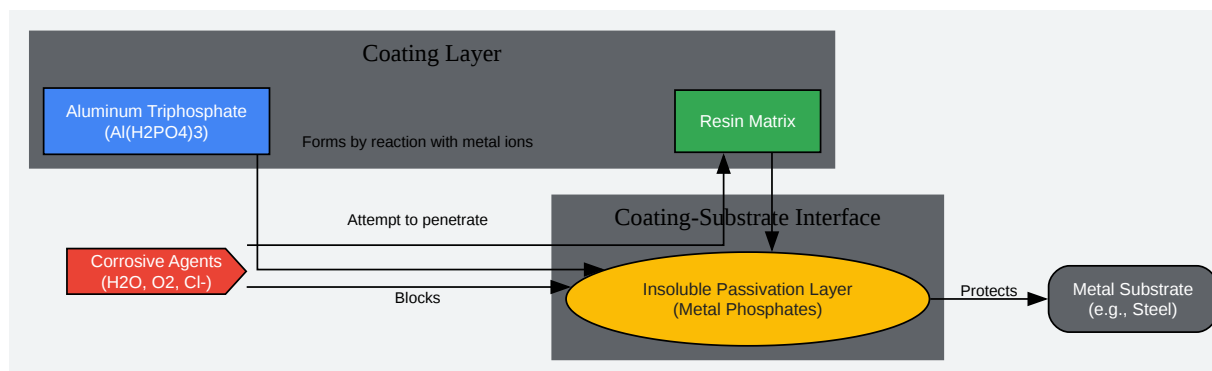 Coating Layer
Aluminum Triphosphate
(Al(H2PO4)3)
Forms by reaction with metal ions
Resin Matrix
Attempt to penetrate
Coating-Substrate Interface
Corrosive Agents
(H2O, O2, Cl-)
Blocks
Insoluble Passivation Layer
(Metal Phosphates)
Protects
Metal Substrate
(e.g., Steel)